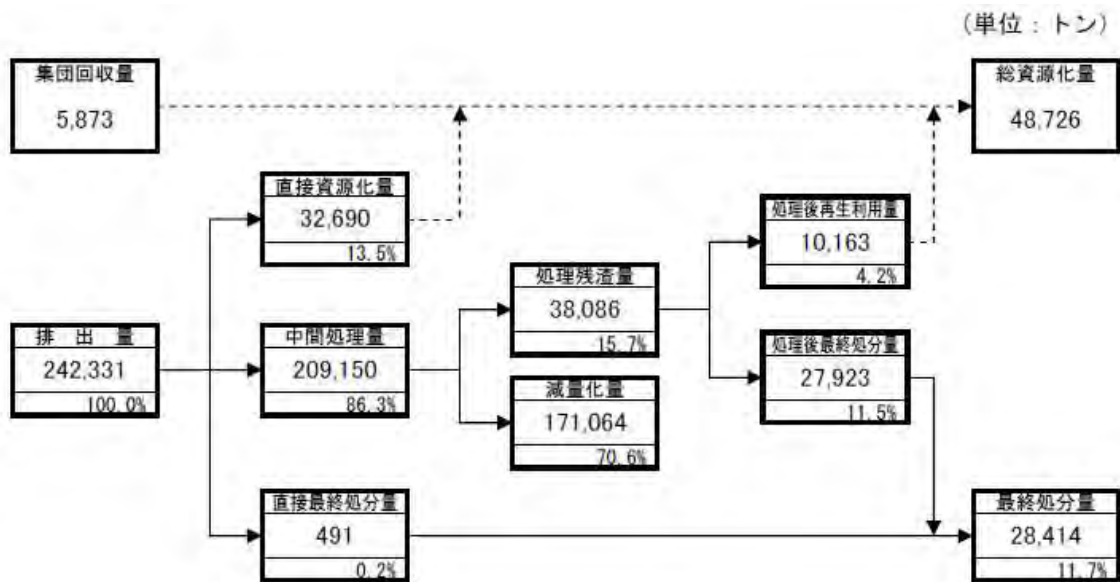 （単位：トン）
集団回収量
5,873
総資源化量
48,726
直接資源化量
32,690
13.5%
処理後再生利用量
10,163
4.2%
処理残渣量
38,086
15.7%
排　出　量
242,331
100.0%
中間処理量
209,150
86.3%
処理後最終処分量
27,923
11.5%
減量化量
171,064
70.6%
直接最終処分量
491
0.2%
最終処分量
28,414
11.7%